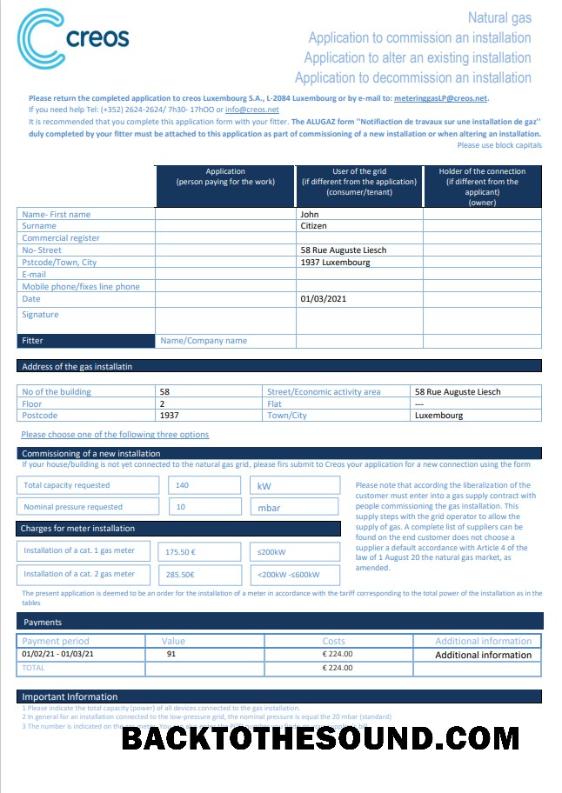 creos
Natural gas
Application to commission an installation
Application to alter an existing installation
Application to decommission an installation
Please return the completed application to creos Luxembourg S.A., L-2084 Luxembourg or by e-mail to: meteringgasLP@creos.net.
If you need help Tel: (+352) 2624-2624/ 7h30- 17hOO or info@creos.net
It is recommended that you complete this application form with your fitter. The ALUGAZ form "Notifiaction de travaux sur une installation de gaz"
duly completed by your fitter must be attached to this application as part of commissioning of a new installation or when altering an installation.
Please use block capitals
Application
(person paying for the work)
User of the grid
(if different from the application)
(consumer/tenant)
Holder of the connection
(if different from the
applicant)
(owner)
Name- First name John
Surname Citizen
Commercial register
No- Street 58 Rue Auguste Liesch
Pstcode/Town, City 1937 Luxembourg
E-mail
Mobile phone/fixes line phone
Date 01/03/2021
Signature
Fitter Name/Company name
Address of the gas installatin
No of the building 58 Street/Economic activity area 58 Rue Auguste Liesch
Floor 2 Flat ---
Postcode 1937 Town/City Luxembourg
Please choose one of the following three options
Commissioning of a new installation
If your house/building is not yet connected to the natural gas grid, please firs submit to Creos your application for a new connection using the form
Total capacity requested 140 kW
Nominal pressure requested 10 mbar
Charges for meter installation
Installation of a cat. 1 gas meter 175.50 € ≤200kW
Installation of a cat. 2 gas meter 285.50€ <200kW -≤600kW
Please note that according the liberalization of the
customer must enter into a gas supply contract with
people commissioning the gas installation. This
supply steps with the grid operator to allow the
supply of gas. A complete list of suppliers can be
found on the end customer does not choose a
supplier a default accordance with Article 4 of the
law of 1 August 20 the natural gas market, as
amended.
The present application is deemed to be an order for the installation of a meter in accordance with the tariff corresponding to the total power of the installation as in the
tables
Payments
Payment period Value Costs Additional information
01/02/21 - 01/03/21 91 € 224.00 Additional information
TOTAL € 224.00
Important Information
1 Please indicate the total capacity (power) of all devices connected to the gas installation.
2 In general for an installation connected to the low-pressure grid, the nominal pressure is equal the 20 mbar (standard)
3 The number is indicated on the
BACKTOTHESOUND.COM